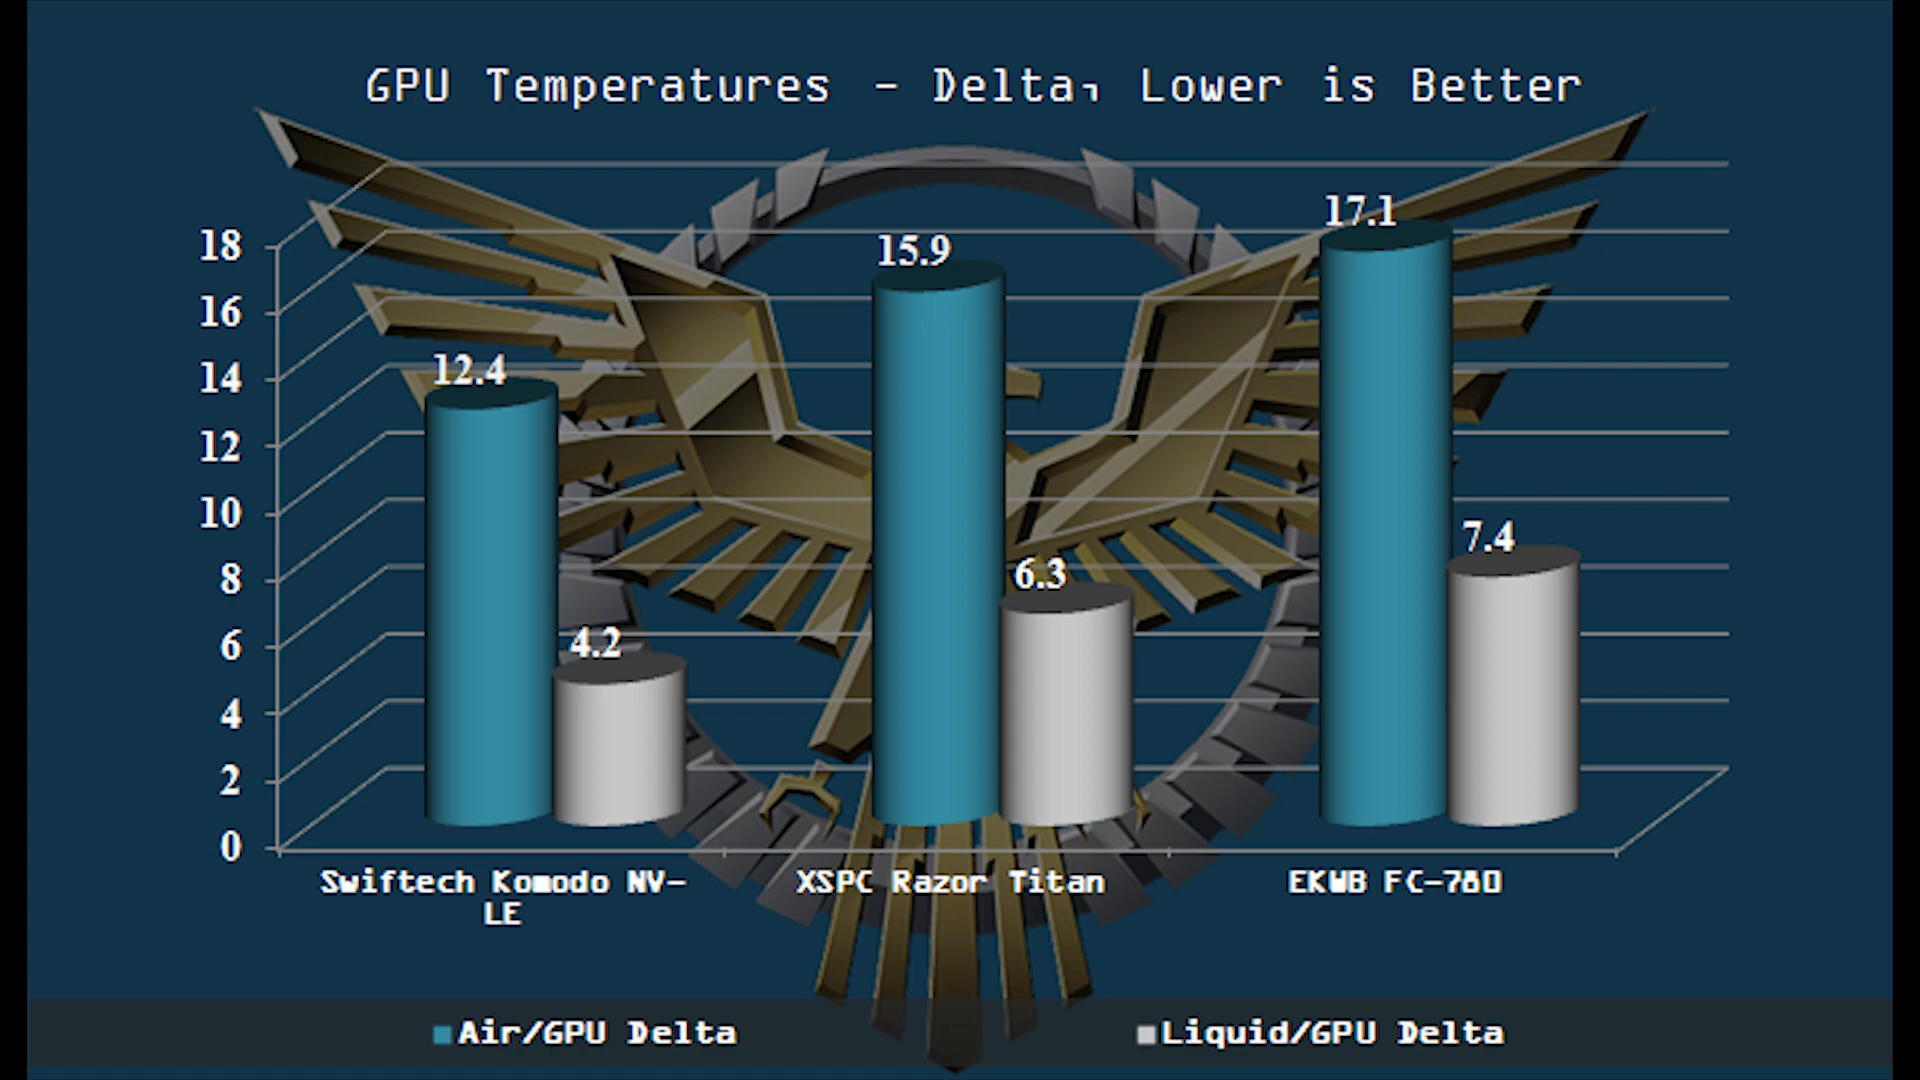 GPU Temperatures - Delta, Lower is Better
18
16
14
12
10
8
6
4
2
0
12.4
4.2
15.9
6.3
17.1
7.4
Swiftech Komodo NV-
LE
XSPC Razor Titan
EKWB FC-780
Air/GPU Delta
Liquid/GPU Delta